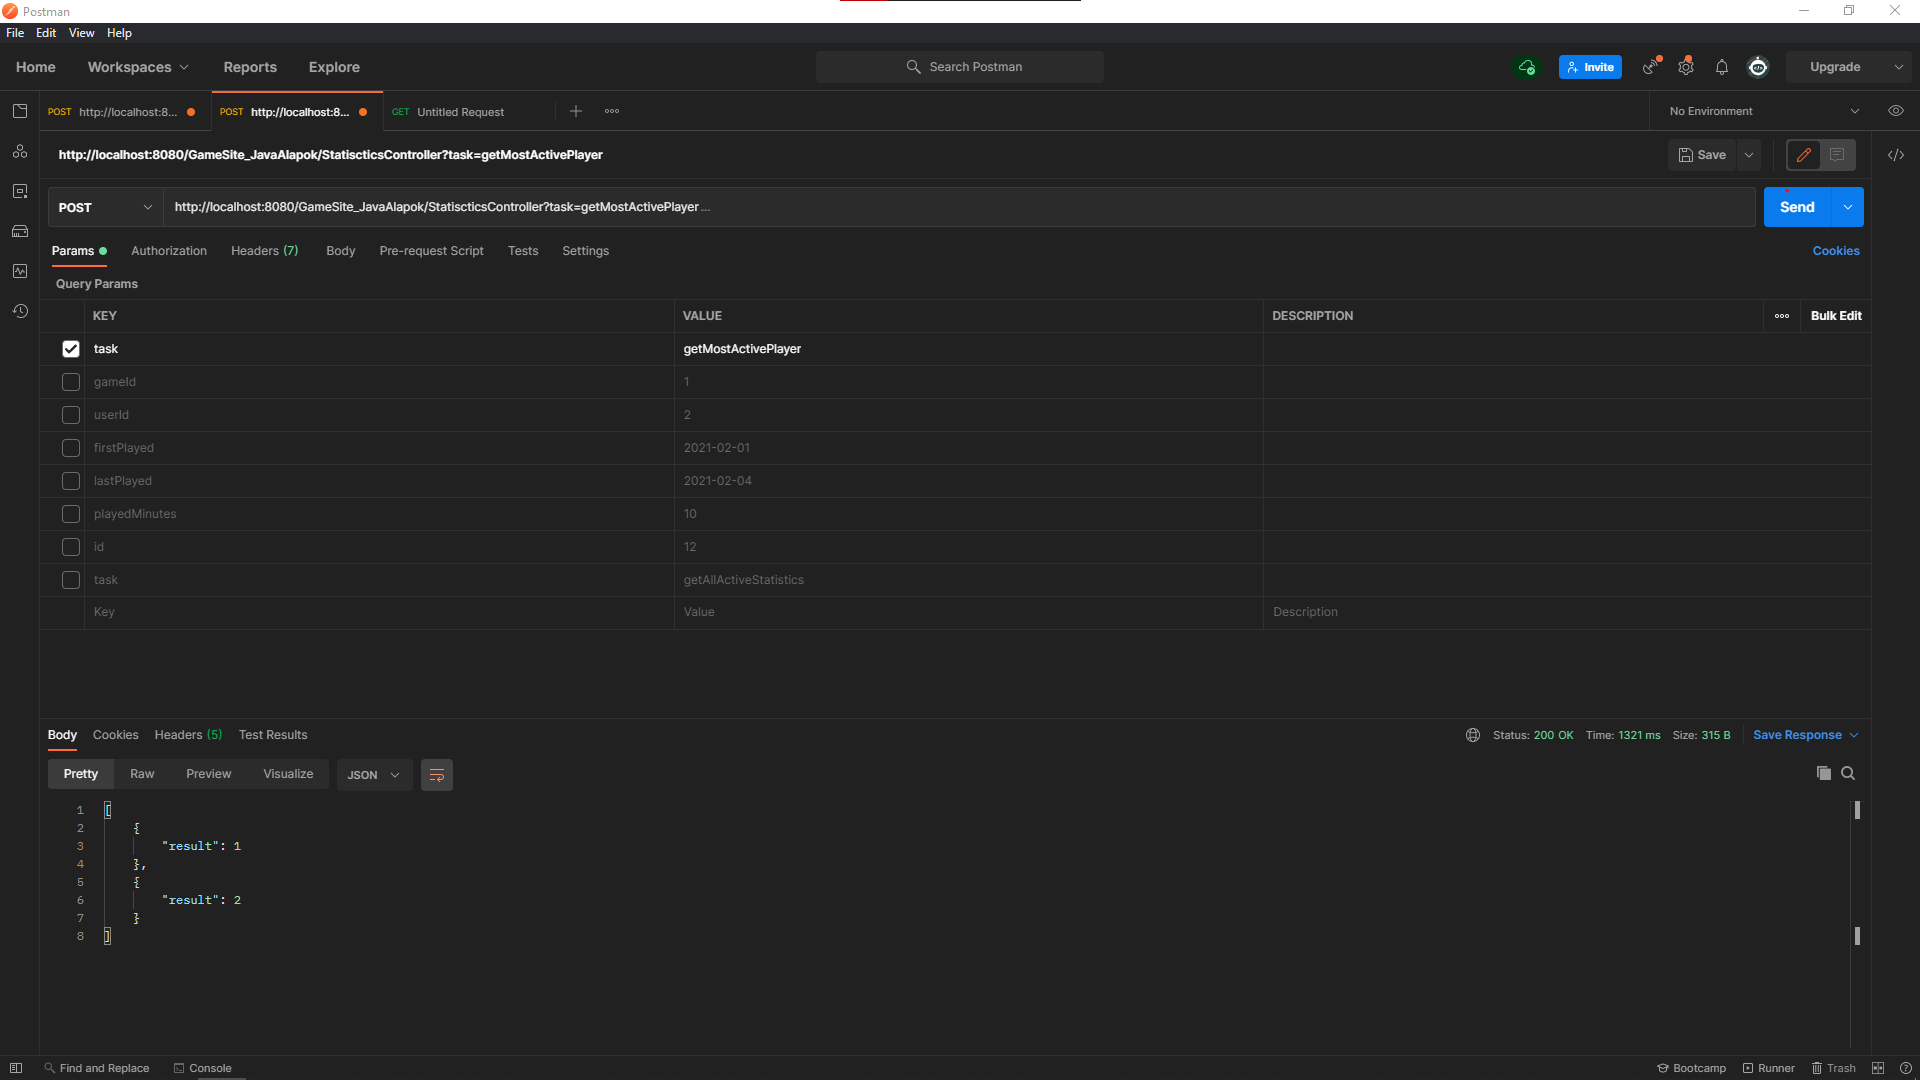 Postman
File Edit View Help
Home Workspaces Reports Explore Search Postman Invite Upgrade
POST http://localhost:8... POST http://localhost:8... GET Untitled Request No Environment
http://localhost:8080/GameSite_JavaAlapok/StatiscticsController?task=getMostActivePlayer Save
POST http://localhost:8080/GameSite_JavaAlapok/StatiscticsController?task=getMostActivePlayer ... Send
Params Authorization Headers (7) Body Pre-request Script Tests Settings Cookies
Query Params
KEY VALUE DESCRIPTION Bulk Edit
task getMostActivePlayer
gameId 1
userId 2
firstPlayed 2021-02-01
lastPlayed 2021-02-04
playedMinutes 10
id 12
task getAllActiveStatistics
Key Value Description
Body Cookies Headers (5) Test Results Status: 200 OK Time: 1321 ms Size: 315 B Save Response
Pretty Raw Preview Visualize JSON
1 [
2 {
3 "result": 1
4 },
5 {
6 "result": 2
7 }
8 ]
Find and Replace Console Bootcamp Runner Trash